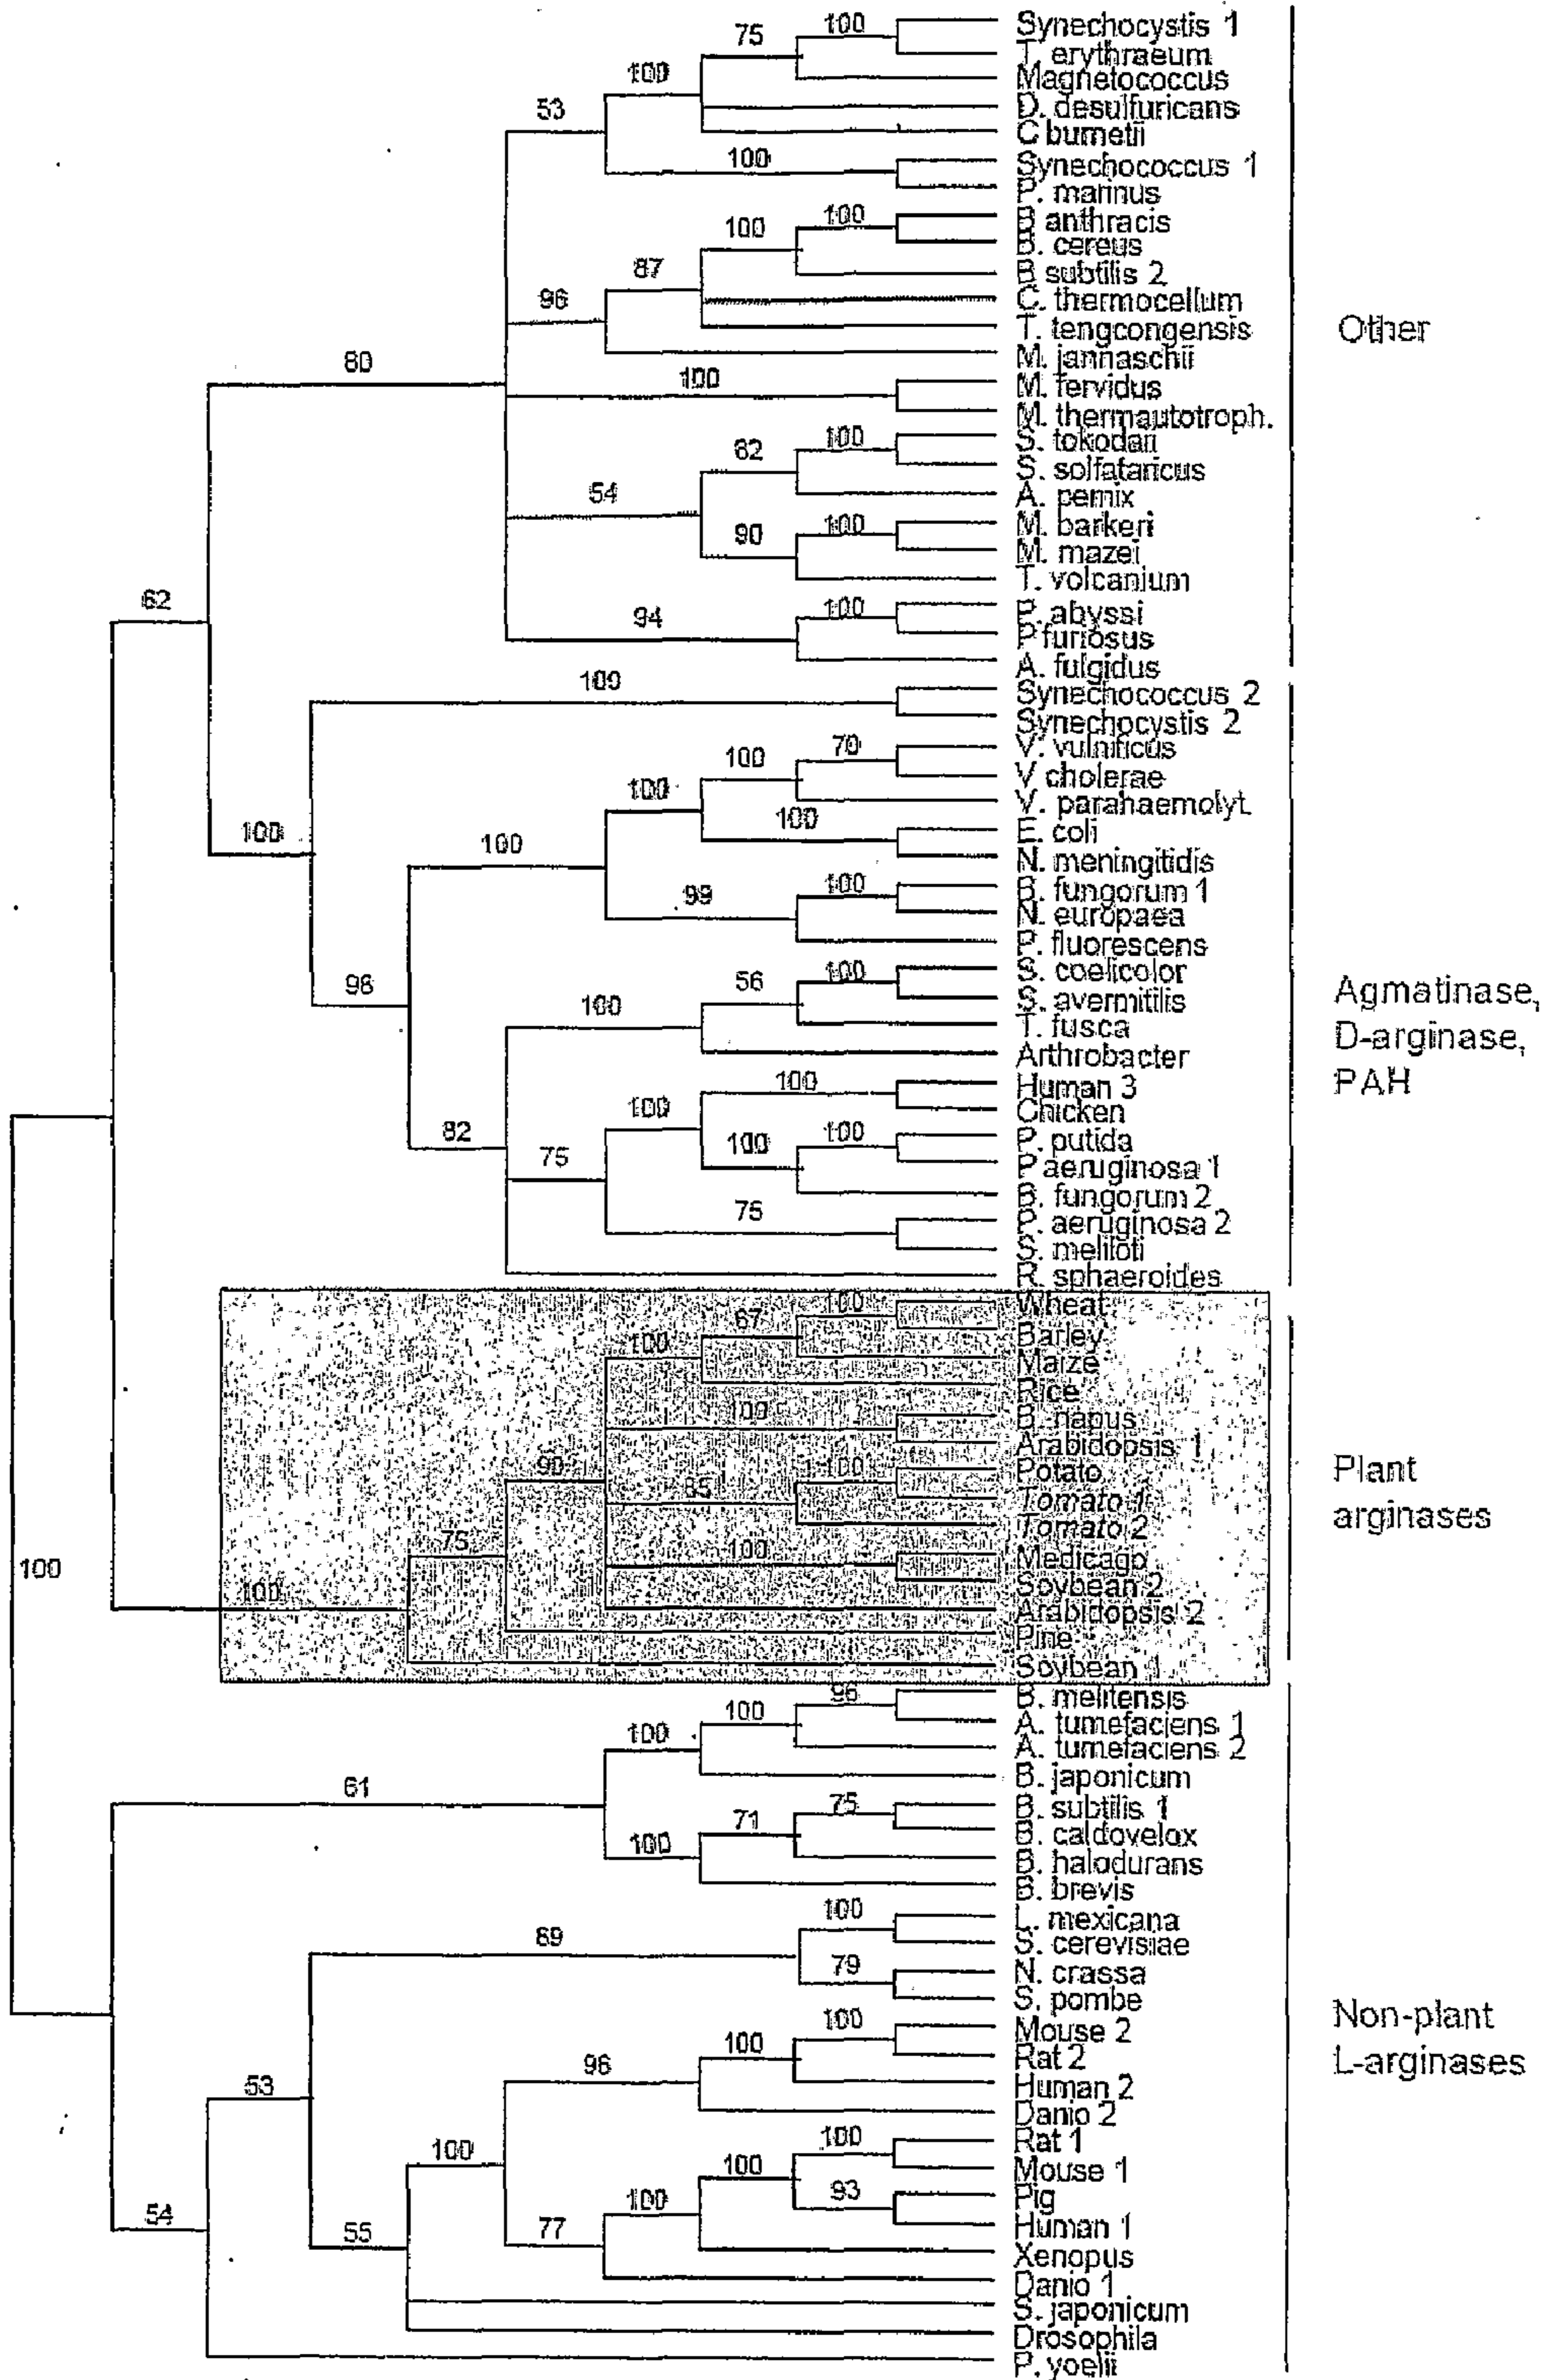 Synechocystis 1
T. erythraeum
Magnetococcus
D. desulfuricans
C burnetii
Synechococcus 1
P. marinus
B anthracis
B. cereus
B subtilis 2
C. thermocellum
T. tengcongensis
M. jannaschii
M. fervidus
M. thermautotroph.
S. tokodaii
S. solfataricus
A. pernix
M. barkeri
M. mazei
T. volcanium
P. abyssi
P furiosus
A. fulgidus
Other
75
100
100
53
100
100
100
87
96
80
100
62
100
54
90
100
100
94
62
Synechococcus 2
Synechocystis 2
V. vulnificus
V cholerae
V. parahaemolyt.
E. coli
N. meningitidis
B. fungorum 1
N. europaea
P. fluorescens
S. coelicolor
S. avermitilis
T. fusca
Arthrobacter
Human 3
Chicken
P. putida
P aeruginosa 1
B. fungorum 2
P. aeruginosa 2
S. meliloti
R. sphaeroides
Agmatinase,
D-arginase,
PAH
100
100
70
100
100
100
100
100
99
98
56
100
100
100
100
82
100
100
75
76
Wheat
Barley
Maize
Rice
B. napus
Arabidopsis 1
Potato
Tomato 1
Tomato 2
Medicago
Soybean 2
Arabidopsis 2
Pine
Soybean 1
Plant
arginases
100
67
100
100
90
100
95
75
100
100
100
B. melitensis
A. tumefaciens 1
A. tumefaciens 2
B. japonicum
B. subtilis 1
B. caldovelox
B. halodurans
B. brevis
L. mexicana
S. cerevisiae
N. crassa
S. pombe
Mouse 2
Rat 2
Human 2
Danio 2
Rat 1
Mouse 1
Pig
Human 1
Xenopus
Danio 1
S. japonicum
Drosophila
P. yoelii
Non-plant
L-arginases
96
100
100
61
75
71
100
100
89
79
100
100
96
53
100
100
100
93
100
54
55
77